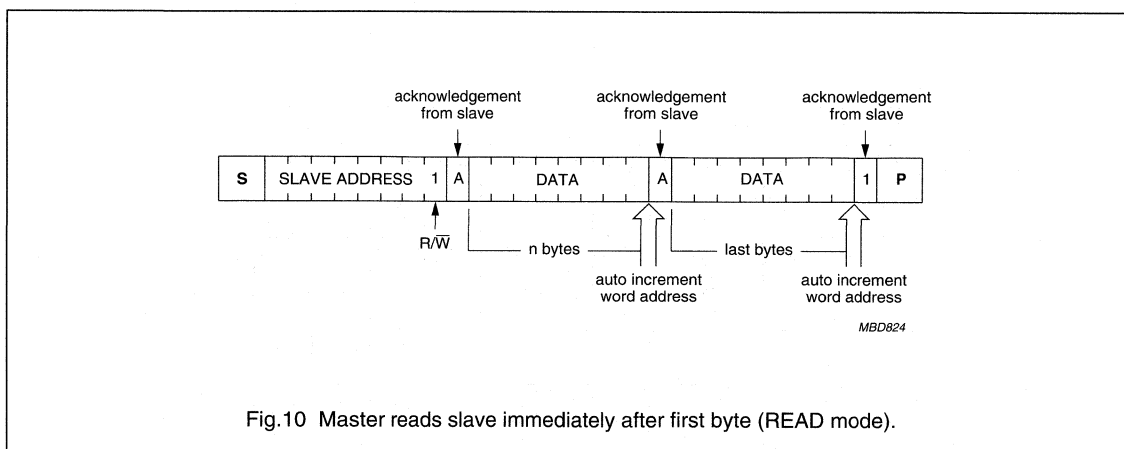 acknowledgement acknowledgement acknowledgement
from slave from slave from slave
S SLAVE ADDRESS 1 A DATA A DATA 1 P
R/W̅ n bytes last bytes
auto increment auto increment
word address word address
MBD824
Fig.10 Master reads slave immediately after first byte (READ mode).